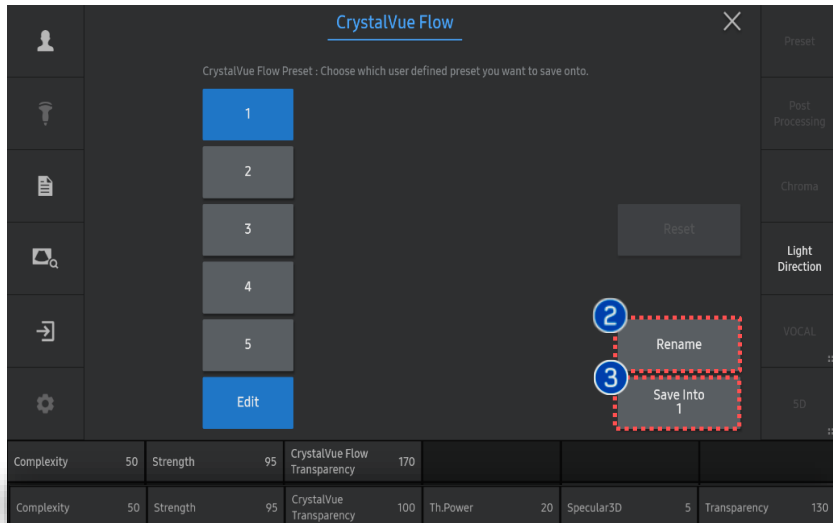 CrystalVue Flow
CrystalVue Flow Preset : Choose which user defined preset you want to save onto.
1
2
3
4
5
Edit
Reset
2
Rename
3
Save Into
1
Preset
Post
Processing
Chroma
Light
Direction
VOCAL
SD
Complexity 50 Strength 95 CrystalVue Flow
Transparency 170
Complexity 50 Strength 95 CrystalVue
Transparency 100 Th.Power 20 Specular3D 5 Transparency 130